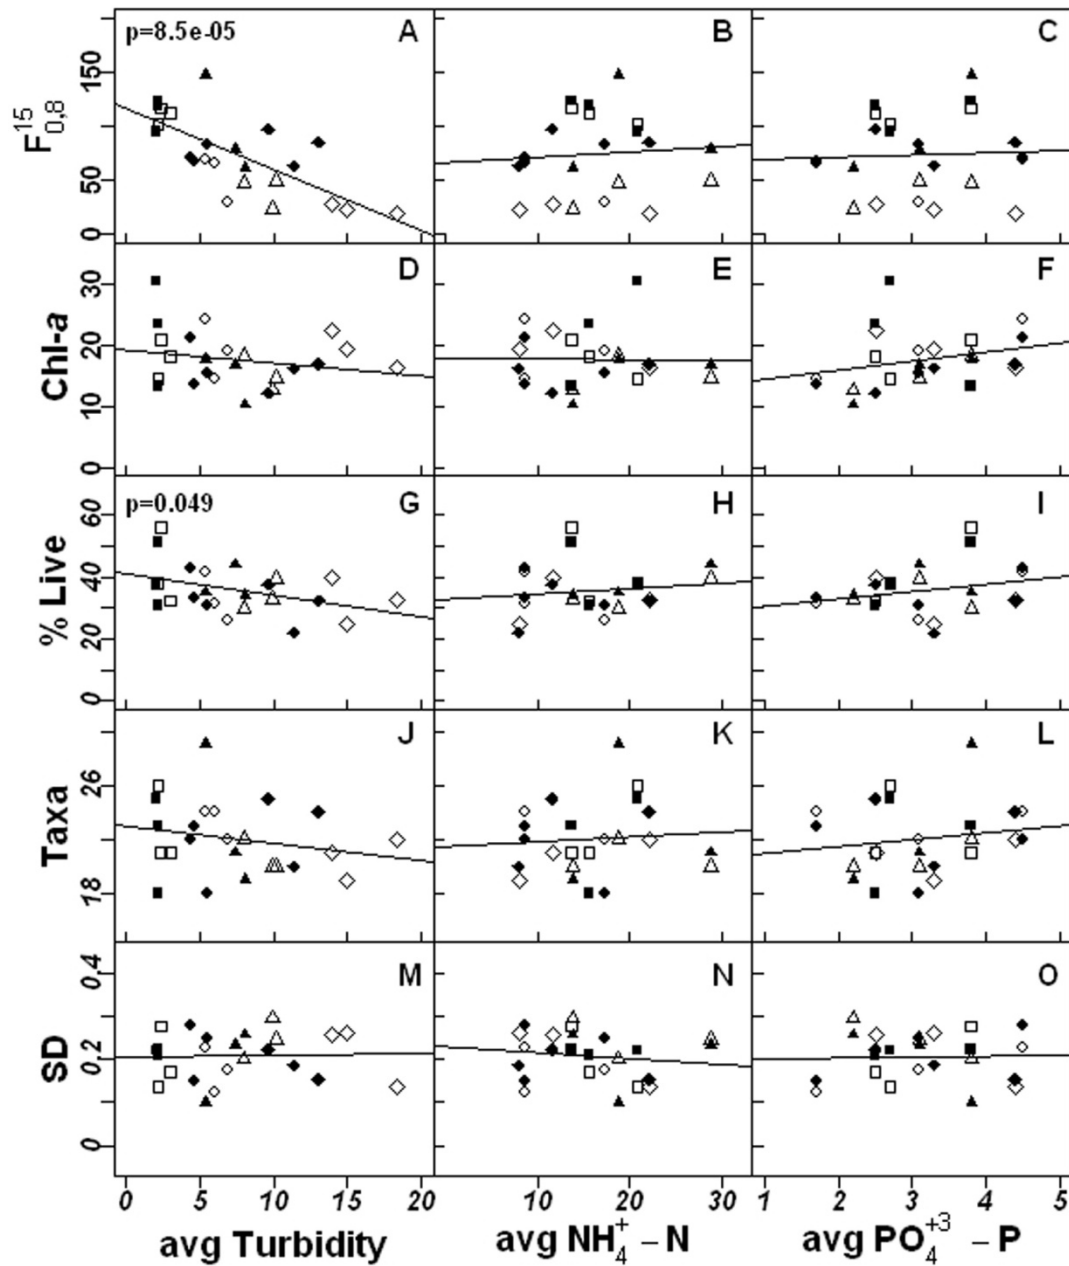 p=8.5e-05 A B C
F 15 0,8
0 50 150
D E F
Chl-a
0 10 20 30
p=0.049 G H I
% Live
0 20 40 60
J K L
Taxa
18 26
M N O
SD
0 0.2 0.4
0 5 10 15 20 10 20 30 1 2 3 4 5
avg Turbidity avg NH4+ – N avg PO4+3 – P